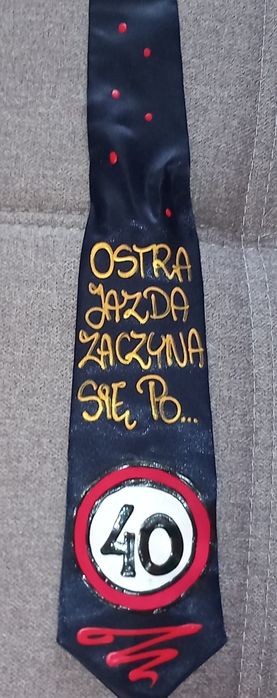 OSTRA
JAZDA
ZACZYNA
SIĘ PO...
40